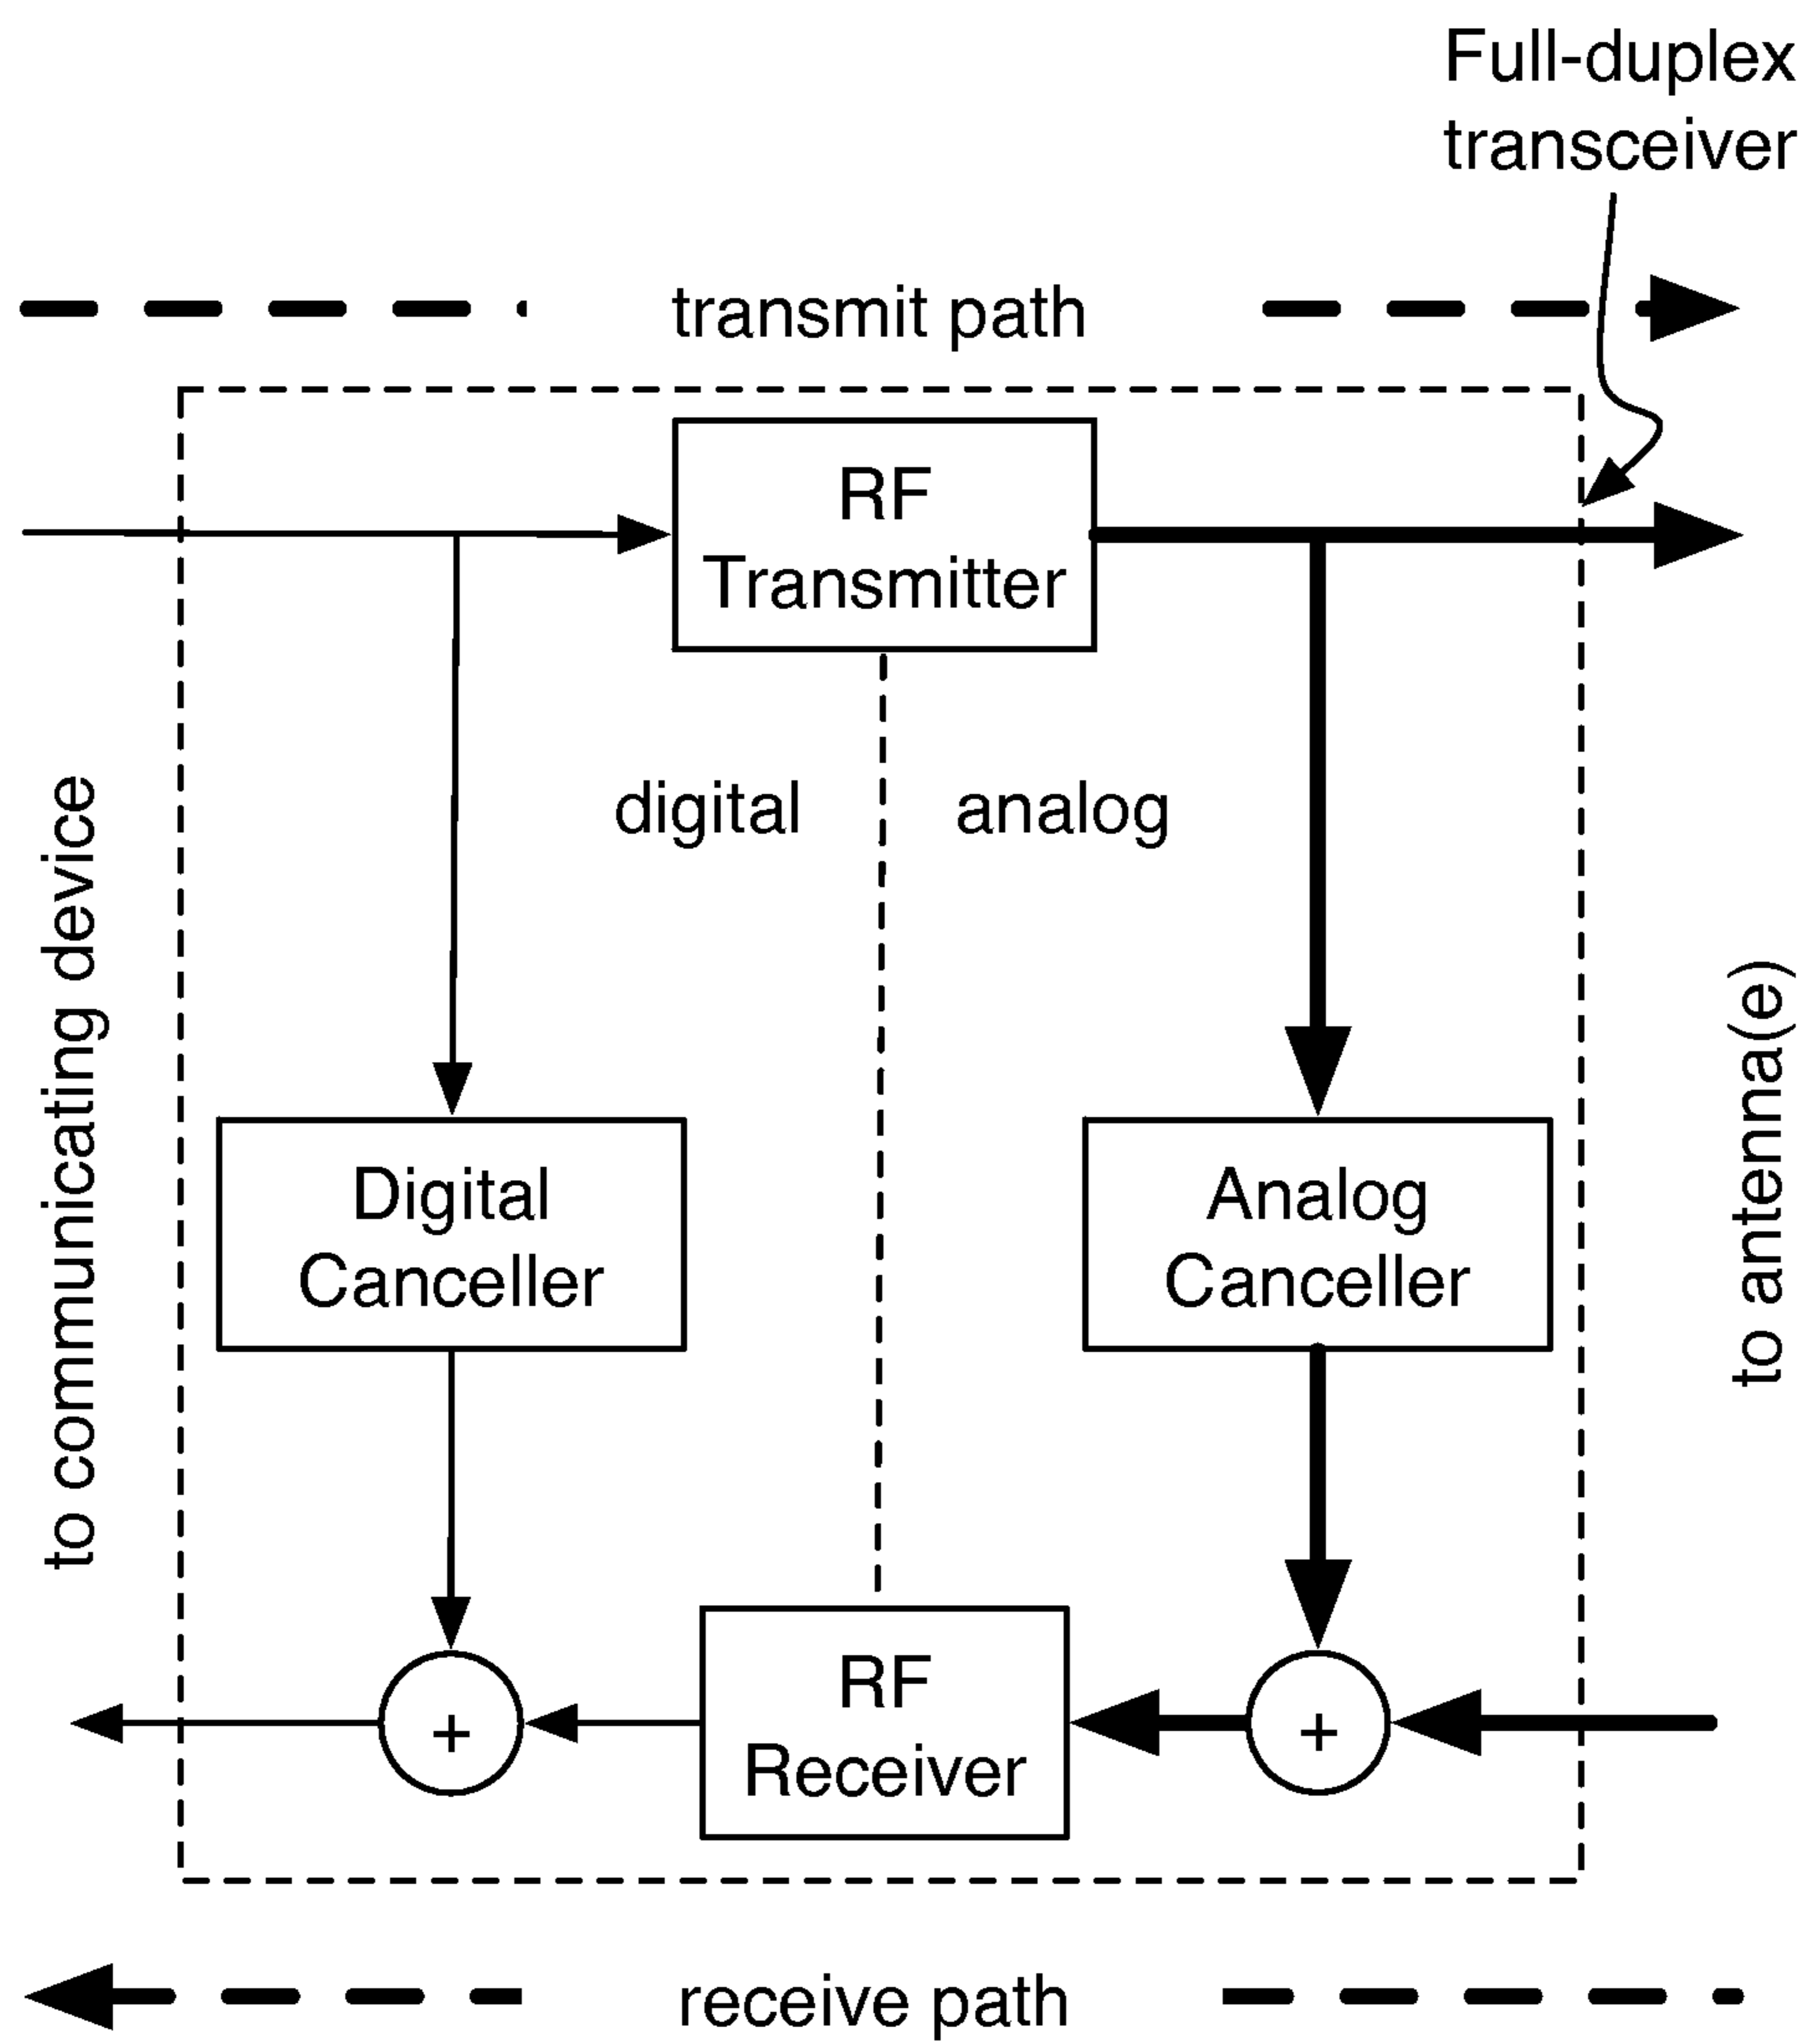 Full-duplex
transceiver
transmit path
RF
Transmitter
digital
analog
to communicating device
to antenna(e)
Digital
Canceller
Analog
Canceller
+
RF
Receiver
+
receive path